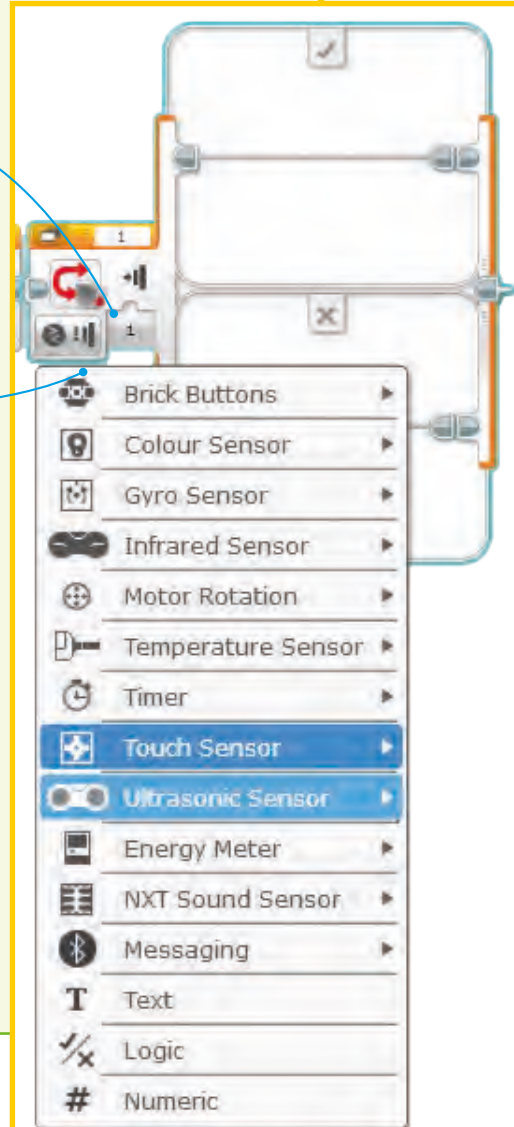 1
1
Brick Buttons
Colour Sensor
Gyro Sensor
Infrared Sensor
Motor Rotation
Temperature Sensor
Timer
Touch Sensor
Ultrasonic Sensor
Energy Meter
NXT Sound Sensor
Messaging
T Text
Logic
# Numeric